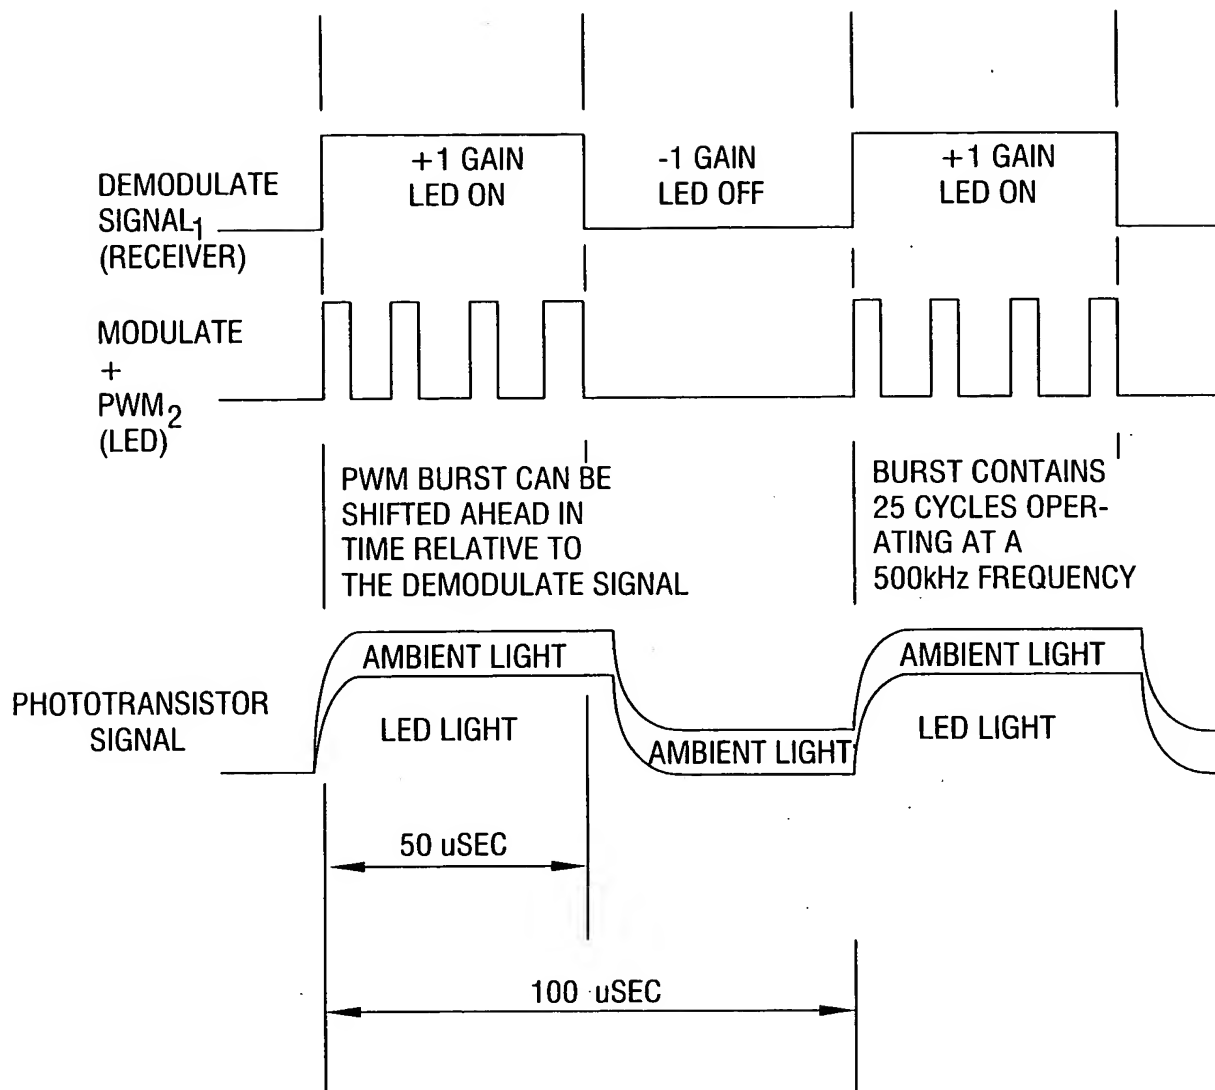 +1 GAIN
LED ON
-1 GAIN
LED OFF
+1 GAIN
LED ON
DEMODULATE
SIGNAL1
(RECEIVER)
MODULATE
+
PWM2
(LED)
PWM BURST CAN BE
SHIFTED AHEAD IN
TIME RELATIVE TO
THE DEMODULATE SIGNAL
BURST CONTAINS
25 CYCLES OPER-
ATING AT A
500kHz FREQUENCY
PHOTOTRANSISTOR
SIGNAL
AMBIENT LIGHT
LED LIGHT
AMBIENT LIGHT
AMBIENT LIGHT
LED LIGHT
50 uSEC
100 uSEC